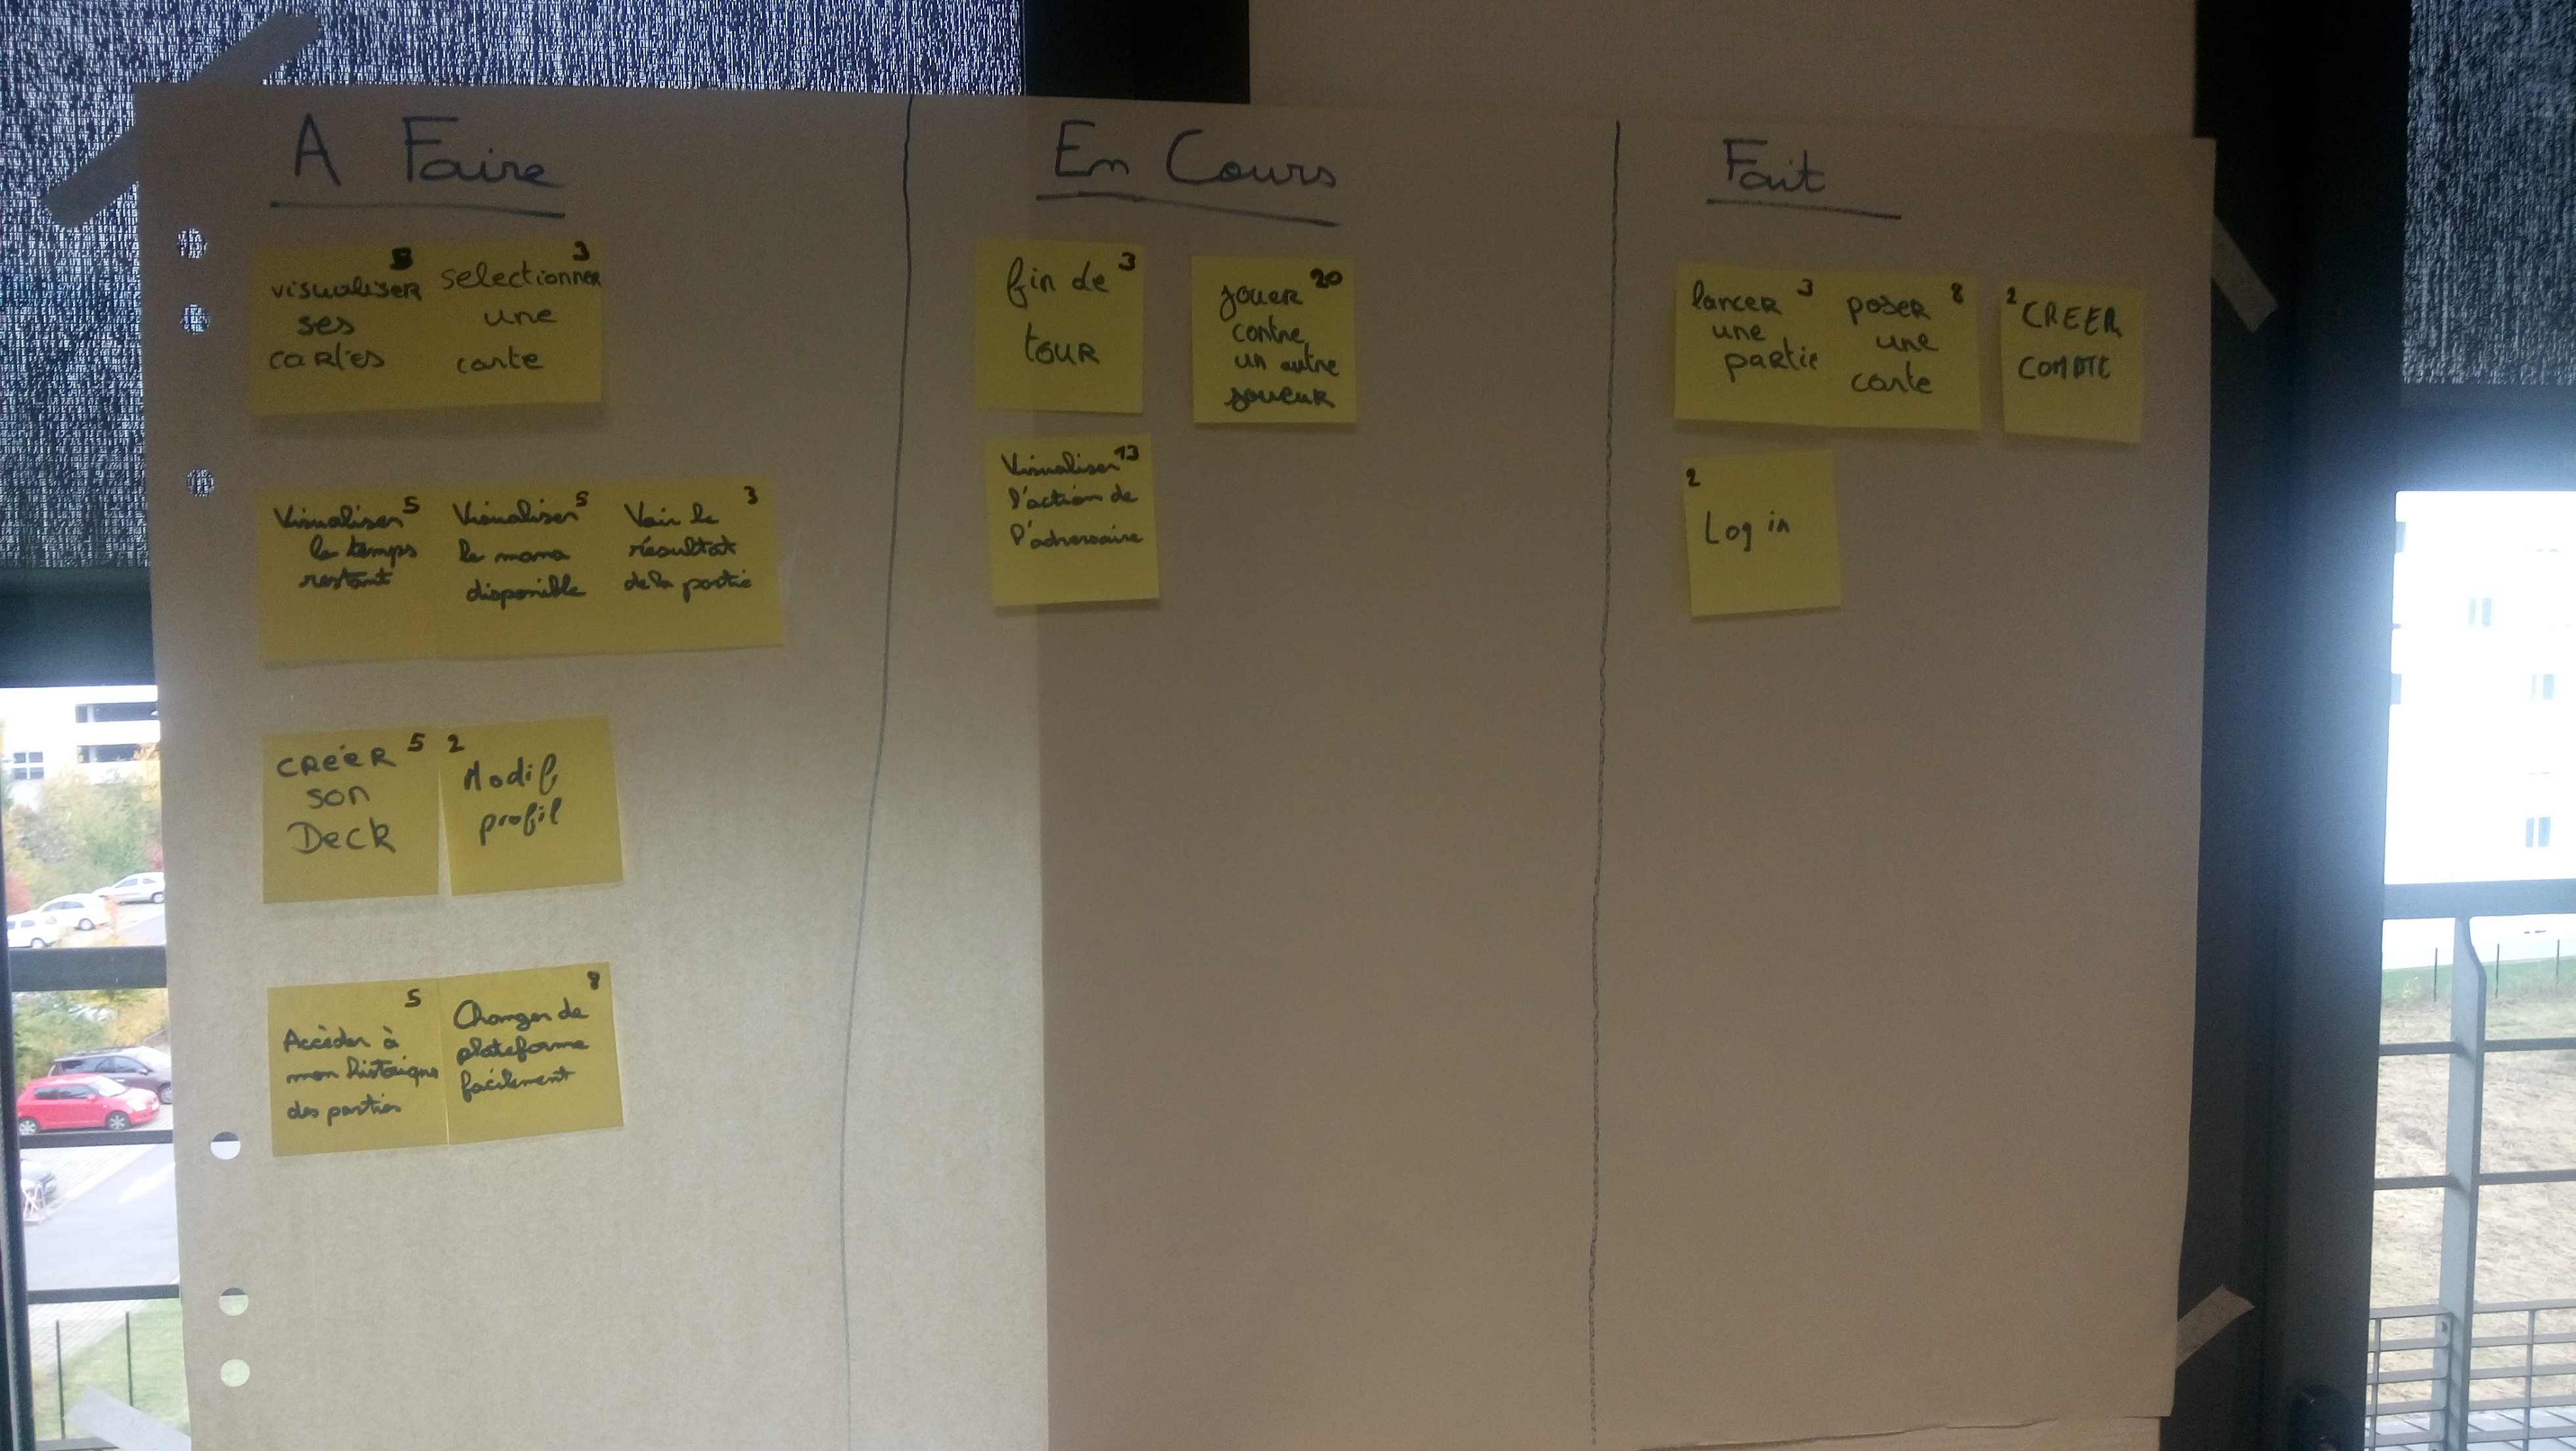 A Faire
5
visualiser
ses
cartes
3
selectionner
une
carte
5
Visualiser
le temps
restant
5
Visualiser
le mana
disponible
3
Voir le
résultat
de la partie
5
CRÉER
son
Deck
2
Modif
profil
5
Accèder à
mon historique
des parties
8
Changer de
plateforme
facilement
En Cours
3
fin de
tour
20
jouer
contre
un autre
joueur
13
Visualiser
l'action de
l'adversaire
Fait
3
lancer
une
partie
8
poser
une
carte
2
CREER
COMPTE
2
Log in